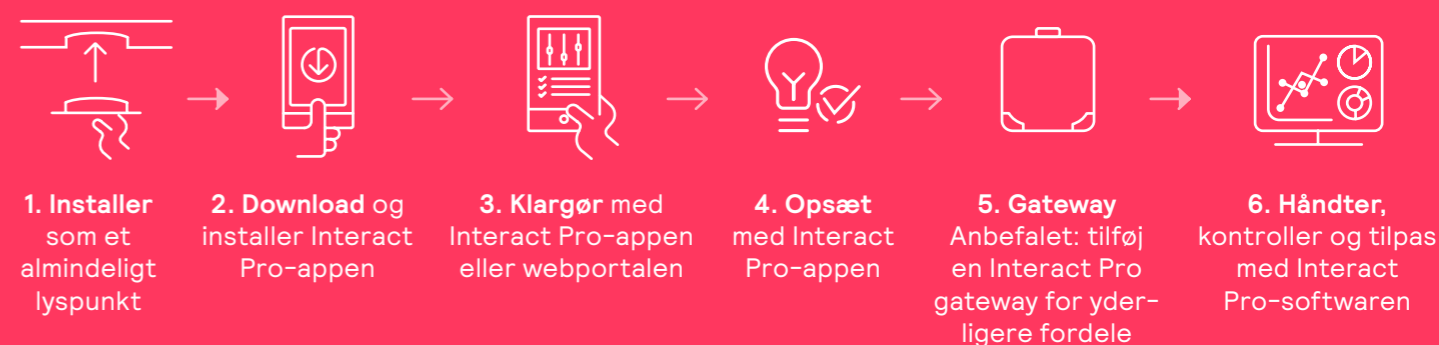 1. Installer
som et
almindeligt
lyspunkt
2. Download og
installer Interact
Pro-appen
3. Klargør med
Interact Pro-appen
eller webportalen
4. Opsæt
med Interact
Pro-appen
5. Gateway
Anbefalet: tilføj
en Interact Pro
gateway for yder-
ligere fordele
6. Håndter,
kontroller og tilpas
med Interact
Pro-softwaren